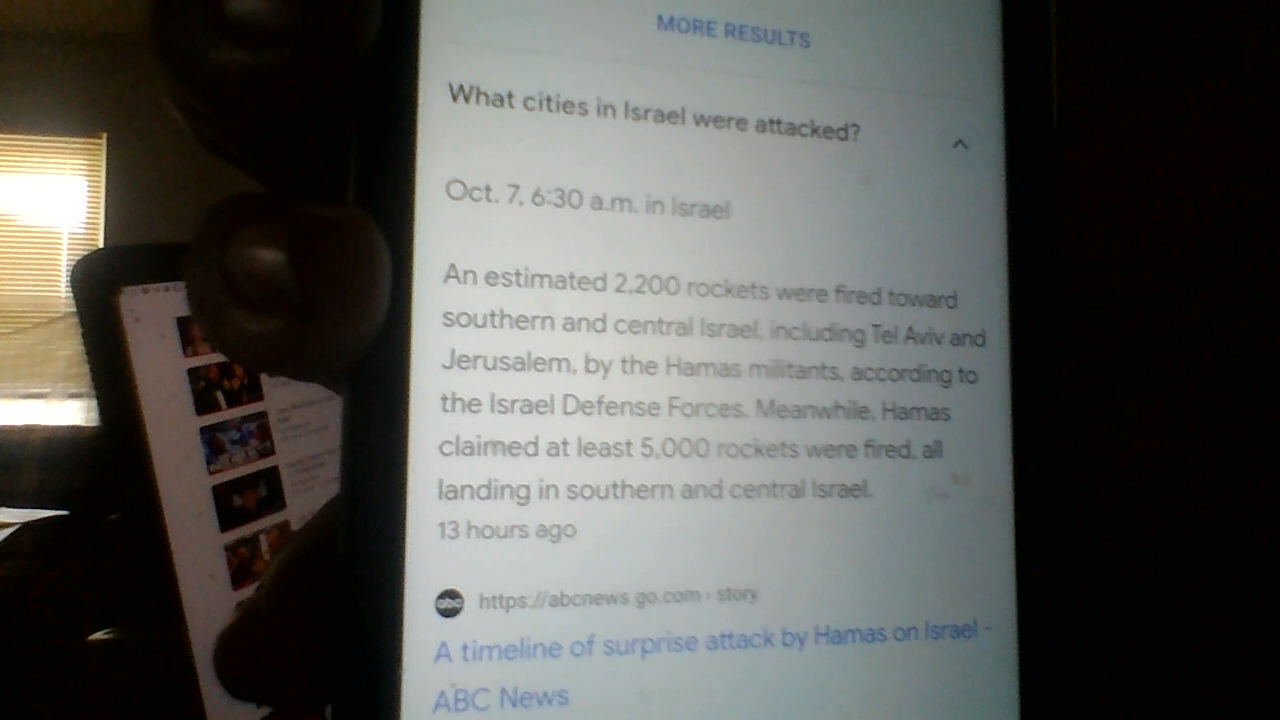 MORE RESULTS
What cities in Israel were attacked?
Oct. 7, 6:30 a.m. in Israel
An estimated 2,200 rockets were fired toward
southern and central Israel, including Tel Aviv and
Jerusalem, by the Hamas militants, according to
the Israel Defense Forces. Meanwhile, Hamas
claimed at least 5,000 rockets were fired, all
landing in southern and central Israel.
13 hours ago
abc https://abcnews.go.com › story
A timeline of surprise attack by Hamas on Israel -
ABC News